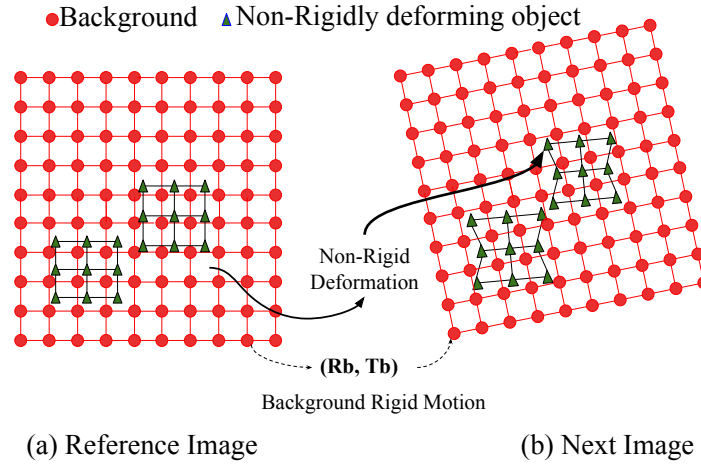 Background Non-Rigidly deforming object
Non-Rigid
Deformation
(Rb, Tb)
Background Rigid Motion
(a) Reference Image (b) Next Image